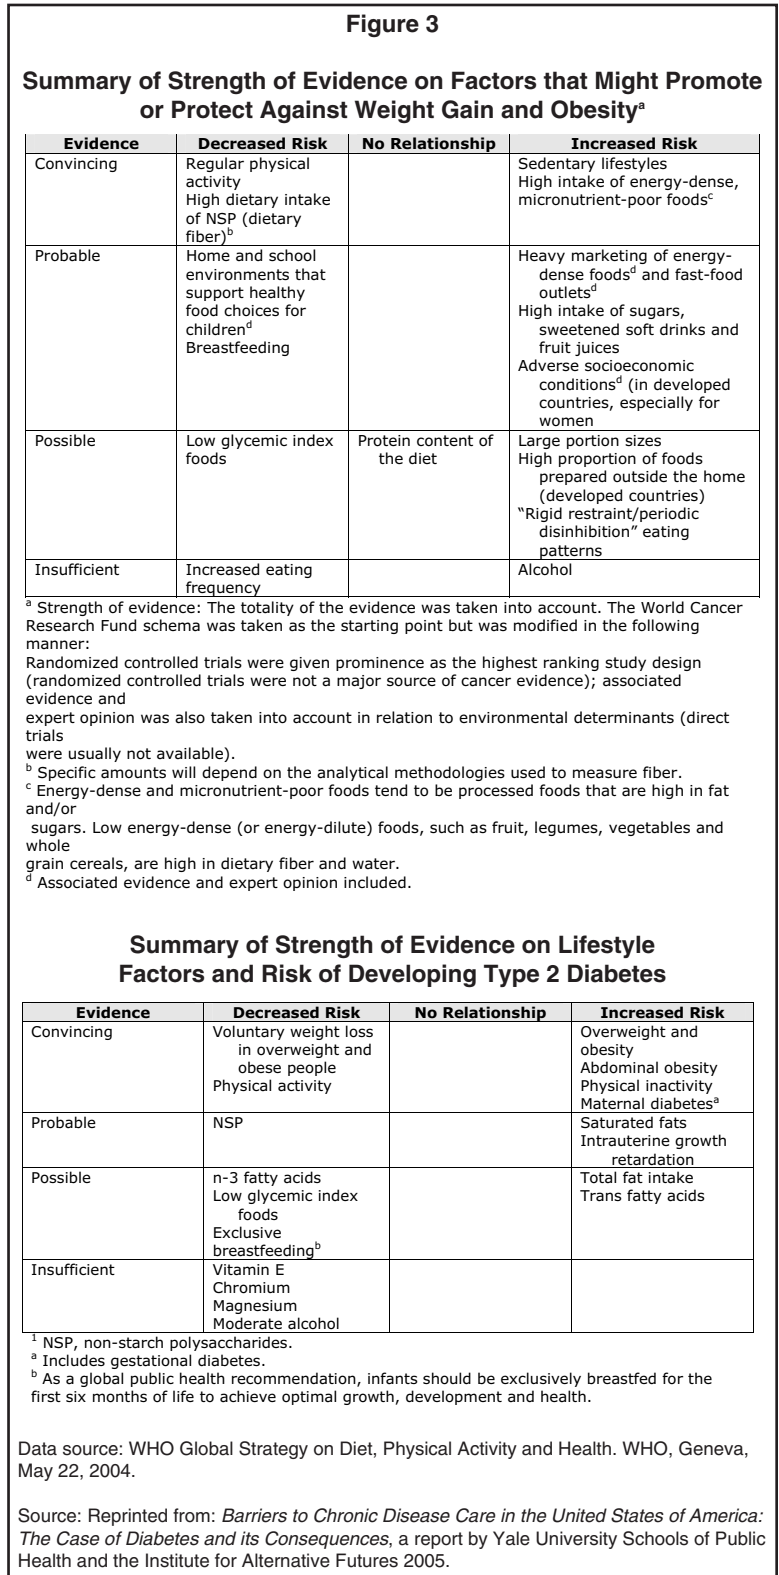 Figure 3
Summary of Strength of Evidence on Factors that Might Promote
or Protect Against Weight Gain and Obesityᵃ
Evidence Decreased Risk No Relationship Increased Risk
Convincing
Regular physical
activity
High dietary intake
of NSP (dietary
fiber)ᵇ
Sedentary lifestyles
High intake of energy-dense,
micronutrient-poor foodsᶜ
Probable
Home and school
environments that
support healthy
food choices for
childrenᵈ
Breastfeeding
Heavy marketing of energy-
dense foodsᵈ and fast-food
outletsᵈ
High intake of sugars,
sweetened soft drinks and
fruit juices
Adverse socioeconomic
conditionsᵈ (in developed
countries, especially for
women
Possible
Low glycemic index
foods
Protein content of
the diet
Large portion sizes
High proportion of foods
prepared outside the home
(developed countries)
“Rigid restraint/periodic
disinhibition” eating
patterns
Insufficient
Increased eating
frequency
Alcohol
ᵃ Strength of evidence: The totality of the evidence was taken into account. The World Cancer
Research Fund schema was taken as the starting point but was modified in the following
manner:
Randomized controlled trials were given prominence as the highest ranking study design
(randomized controlled trials were not a major source of cancer evidence); associated
evidence and
expert opinion was also taken into account in relation to environmental determinants (direct
trials
were usually not available).
ᵇ Specific amounts will depend on the analytical methodologies used to measure fiber.
ᶜ Energy-dense and micronutrient-poor foods tend to be processed foods that are high in fat
and/or
sugars. Low energy-dense (or energy-dilute) foods, such as fruit, legumes, vegetables and
whole
grain cereals, are high in dietary fiber and water.
ᵈ Associated evidence and expert opinion included.
Summary of Strength of Evidence on Lifestyle
Factors and Risk of Developing Type 2 Diabetes
Evidence Decreased Risk No Relationship Increased Risk
Convincing
Voluntary weight loss
in overweight and
obese people
Physical activity
Overweight and
obesity
Abdominal obesity
Physical inactivity
Maternal diabetesᵃ
Probable
NSP
Saturated fats
Intrauterine growth
retardation
Possible
n-3 fatty acids
Low glycemic index
foods
Exclusive
breastfeedingᵇ
Total fat intake
Trans fatty acids
Insufficient
Vitamin E
Chromium
Magnesium
Moderate alcohol
¹ NSP, non-starch polysaccharides.
ᵃ Includes gestational diabetes.
ᵇ As a global public health recommendation, infants should be exclusively breastfed for the
first six months of life to achieve optimal growth, development and health.
Data source: WHO Global Strategy on Diet, Physical Activity and Health. WHO, Geneva,
May 22, 2004.
Source: Reprinted from: Barriers to Chronic Disease Care in the United States of America:
The Case of Diabetes and its Consequences, a report by Yale University Schools of Public
Health and the Institute for Alternative Futures 2005.